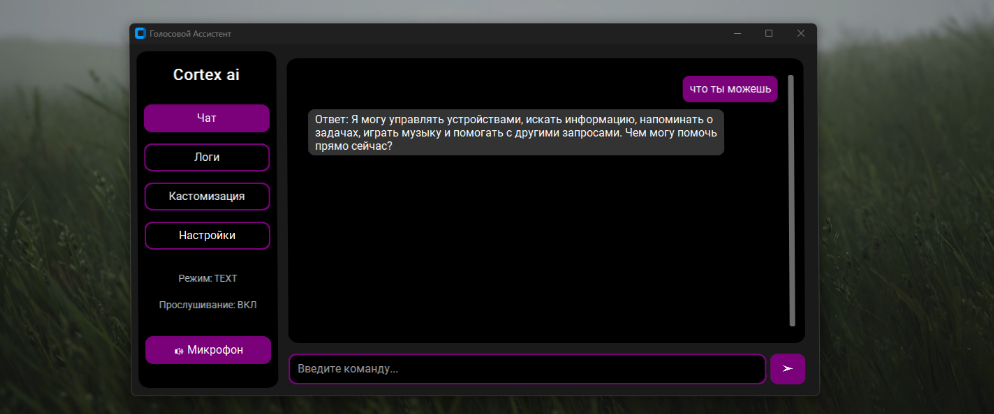 Голосовой Ассистент
Cortex ai
Чат
Логи
Кастомизация
Настройки
Режим: TEXT
Прослушивание: ВКЛ
Микрофон
что ты можешь
Ответ: Я могу управлять устройствами, искать информацию, напоминать о
задачах, играть музыку и помогать с другими запросами. Чем могу помочь
прямо сейчас?
Введите команду...